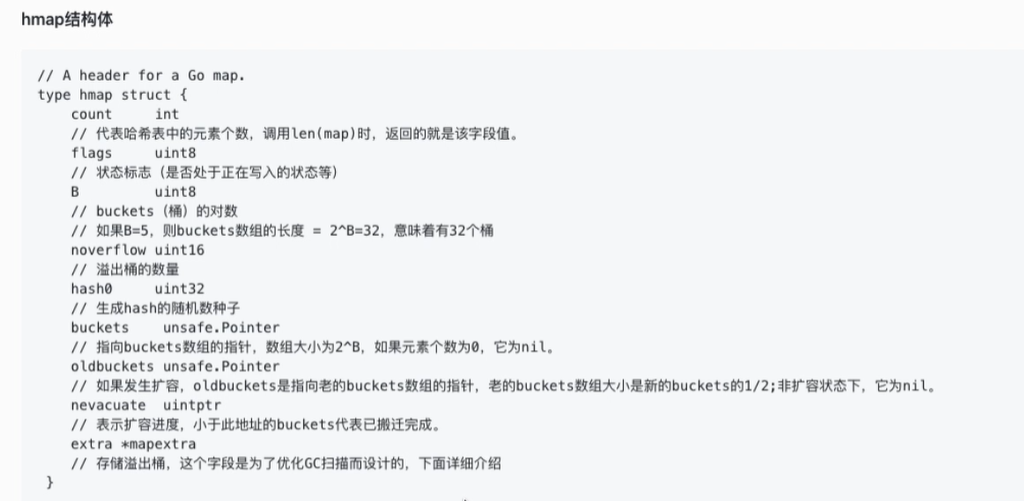 hmap结构体
// A header for a Go map.
type hmap struct {
    count     int
    // 代表哈希表中的元素个数，调用len(map)时，返回的就是该字段值。
    flags     uint8
    // 状态标志（是否处于正在写入的状态等）
    B         uint8
    // buckets（桶）的对数
    // 如果B=5，则buckets数组的长度 = 2^B=32，意味着有32个桶
    noverflow uint16
    // 溢出桶的数量
    hash0     uint32
    // 生成hash的随机数种子
    buckets    unsafe.Pointer
    // 指向buckets数组的指针，数组大小为2^B，如果元素个数为0，它为nil。
    oldbuckets unsafe.Pointer
    // 如果发生扩容，oldbuckets是指向老的buckets数组的指针，老的buckets数组大小是新的buckets的1/2;非扩容状态下，它为nil。
    nevacuate  uintptr
    // 表示扩容进度，小于此地址的buckets代表已搬迁完成。
    extra *mapextra
    // 存储溢出桶，这个字段是为了优化GC扫描而设计的，下面详细介绍
 }